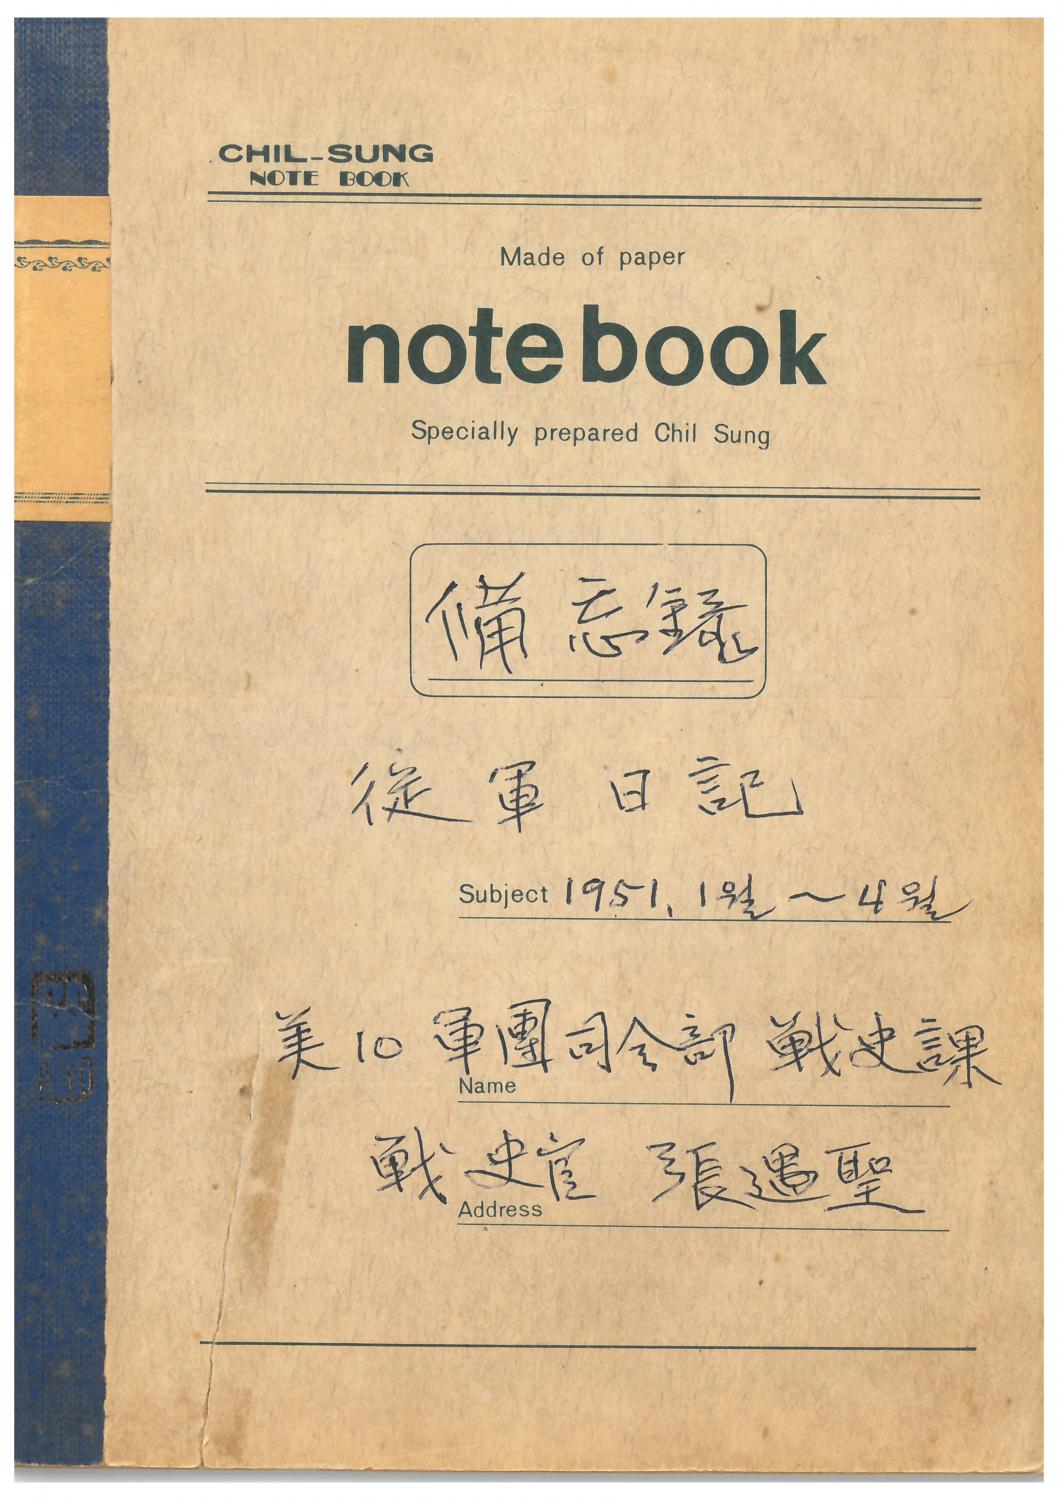 CHIL-SUNG
NOTE BOOK
Made of paper
notebook
Specially prepared Chil Sung
備忘錄
從軍日記
Subject 1951. 1월 ~ 4월
美10軍團司令部 戰史課
Name
戰史官 張遇聖
Address